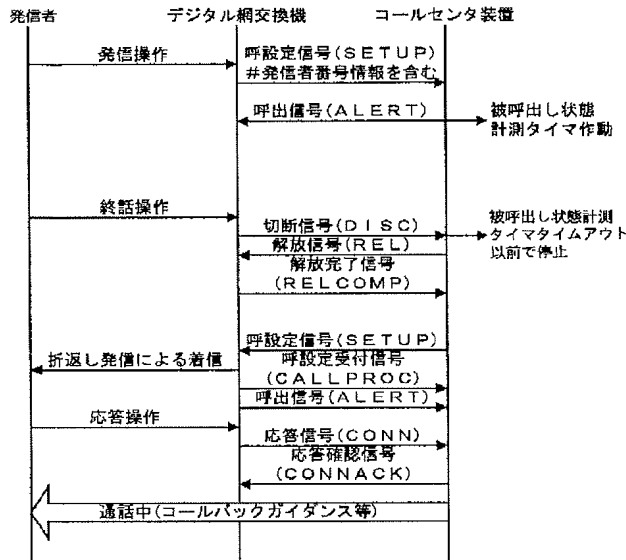 発信者
デジタル網交換機
コールセンタ装置
発信操作
呼設定信号(SETUP)
#発信者番号情報を含む
呼出信号(ALERT)
被呼出し状態
計測タイマ作動
終話操作
切断信号(DISC)
解放信号(REL)
解放完了信号
(RELCOMP)
被呼出し状態計測
タイマタイムアウト
以前で停止
呼設定信号(SETUP)
折返し発信による着信
呼設定受付信号
(CALLPROC)
呼出信号(ALERT)
応答操作
応答信号(CONN)
応答確認信号
(CONNACK)
通話中(コールバックガイダンス等)